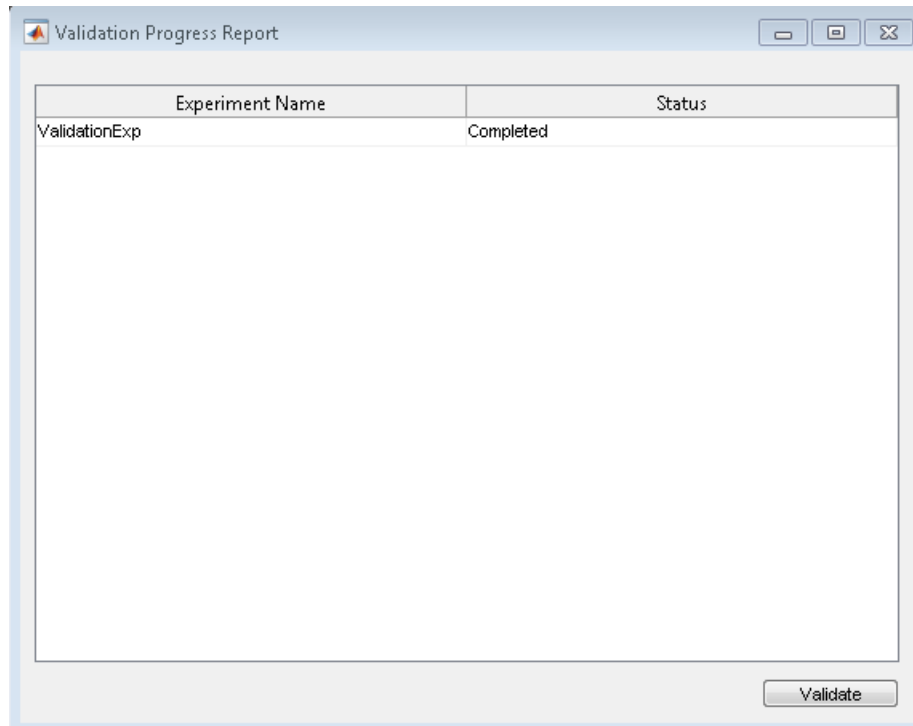 Validation Progress Report
Experiment Name Status
ValidationExp Completed
Validate